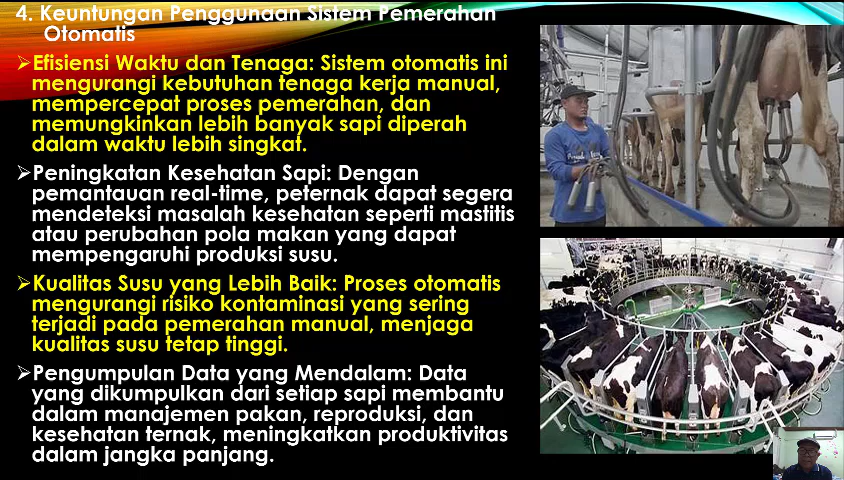 4. Keuntungan Penggunaan Sistem Pemerahan
Otomatis
➢Efisiensi Waktu dan Tenaga: Sistem otomatis ini
mengurangi kebutuhan tenaga kerja manual,
mempercepat proses pemerahan, dan
memungkinkan lebih banyak sapi diperah
dalam waktu lebih singkat.
➢Peningkatan Kesehatan Sapi: Dengan
pemantauan real-time, peternak dapat segera
mendeteksi masalah kesehatan seperti mastitis
atau perubahan pola makan yang dapat
mempengaruhi produksi susu.
➢Kualitas Susu yang Lebih Baik: Proses otomatis
mengurangi risiko kontaminasi yang sering
terjadi pada pemerahan manual, menjaga
kualitas susu tetap tinggi.
➢Pengumpulan Data yang Mendalam: Data
yang dikumpulkan dari setiap sapi membantu
dalam manajemen pakan, reproduksi, dan
kesehatan ternak, meningkatkan produktivitas
dalam jangka panjang.